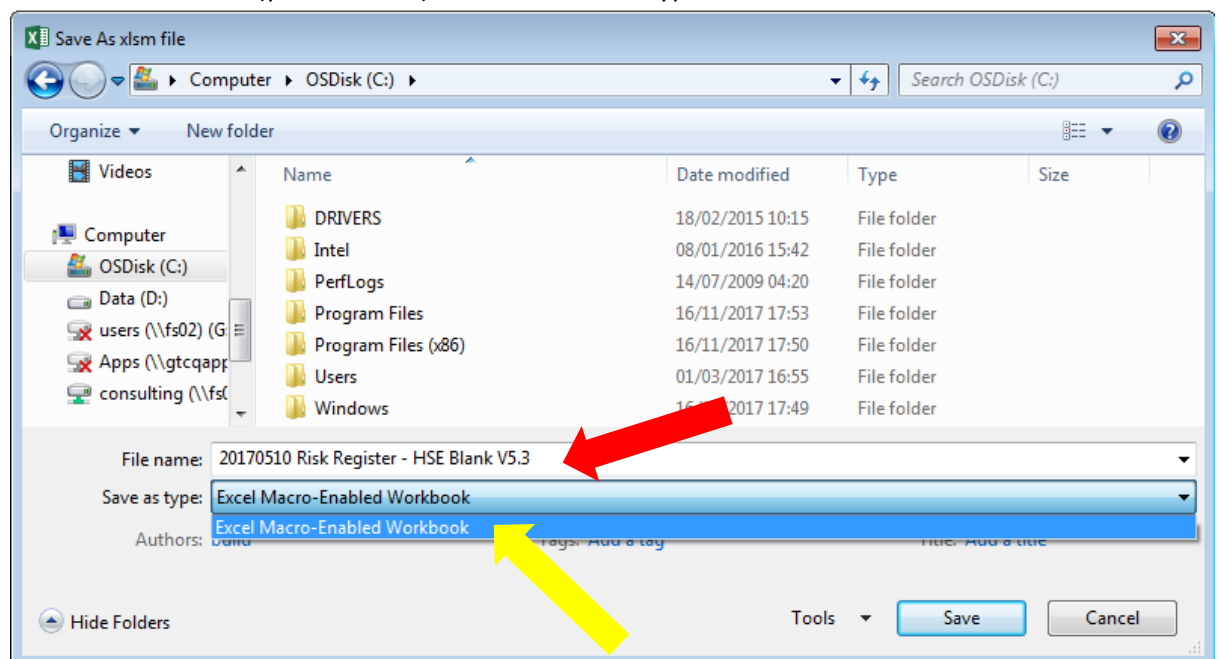 Save As xlsm file
Computer ▸ OSDisk (C:) ▸ Search OSDisk (C:)
Organize ▼ New folder
Name Date modified Type Size
Videos
DRIVERS 18/02/2015 10:15 File folder
Computer
Intel 08/01/2016 15:42 File folder
OSDisk (C:)
PerfLogs 14/07/2009 04:20 File folder
Data (D:)
Program Files 16/11/2017 17:53 File folder
users (\\fs02) (G:
Program Files (x86) 16/11/2017 17:50 File folder
Apps (\\gtcqapp
Users 01/03/2017 16:55 File folder
consulting (\\fs0
Windows 2017 17:49 File folder
File name: 20170510 Risk Register - HSE Blank V5.3
Save as type: Excel Macro-Enabled Workbook
Excel Macro-Enabled Workbook
Authors: Add a tag Add a title
Hide Folders Tools ▼ Save Cancel